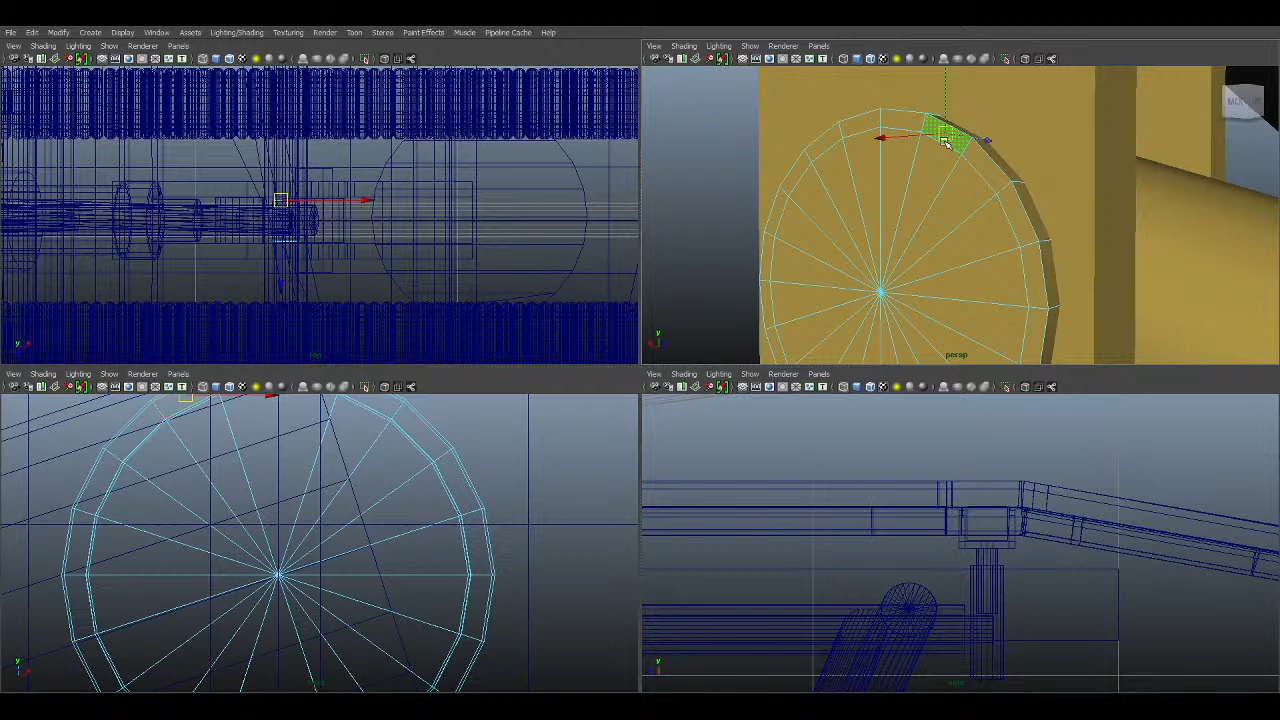 File Edit Modify Create Display Window Assets Lighting/Shading Texturing Render Toon Stereo Paint Effects Muscle Pipeline Cache Help
View Shading Lighting Show Renderer Panels
View Shading Lighting Show Renderer Panels
top
persp
View Shading Lighting Show Renderer Panels
View Shading Lighting Show Renderer Panels